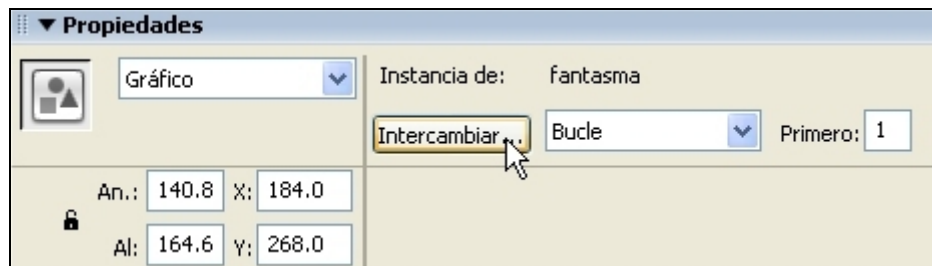 Propiedades
Gráfico
Instancia de: fantasma
Intercambiar... Bucle Primero: 1
An.: 140.8 X: 184.0
Al: 164.6 Y: 268.0